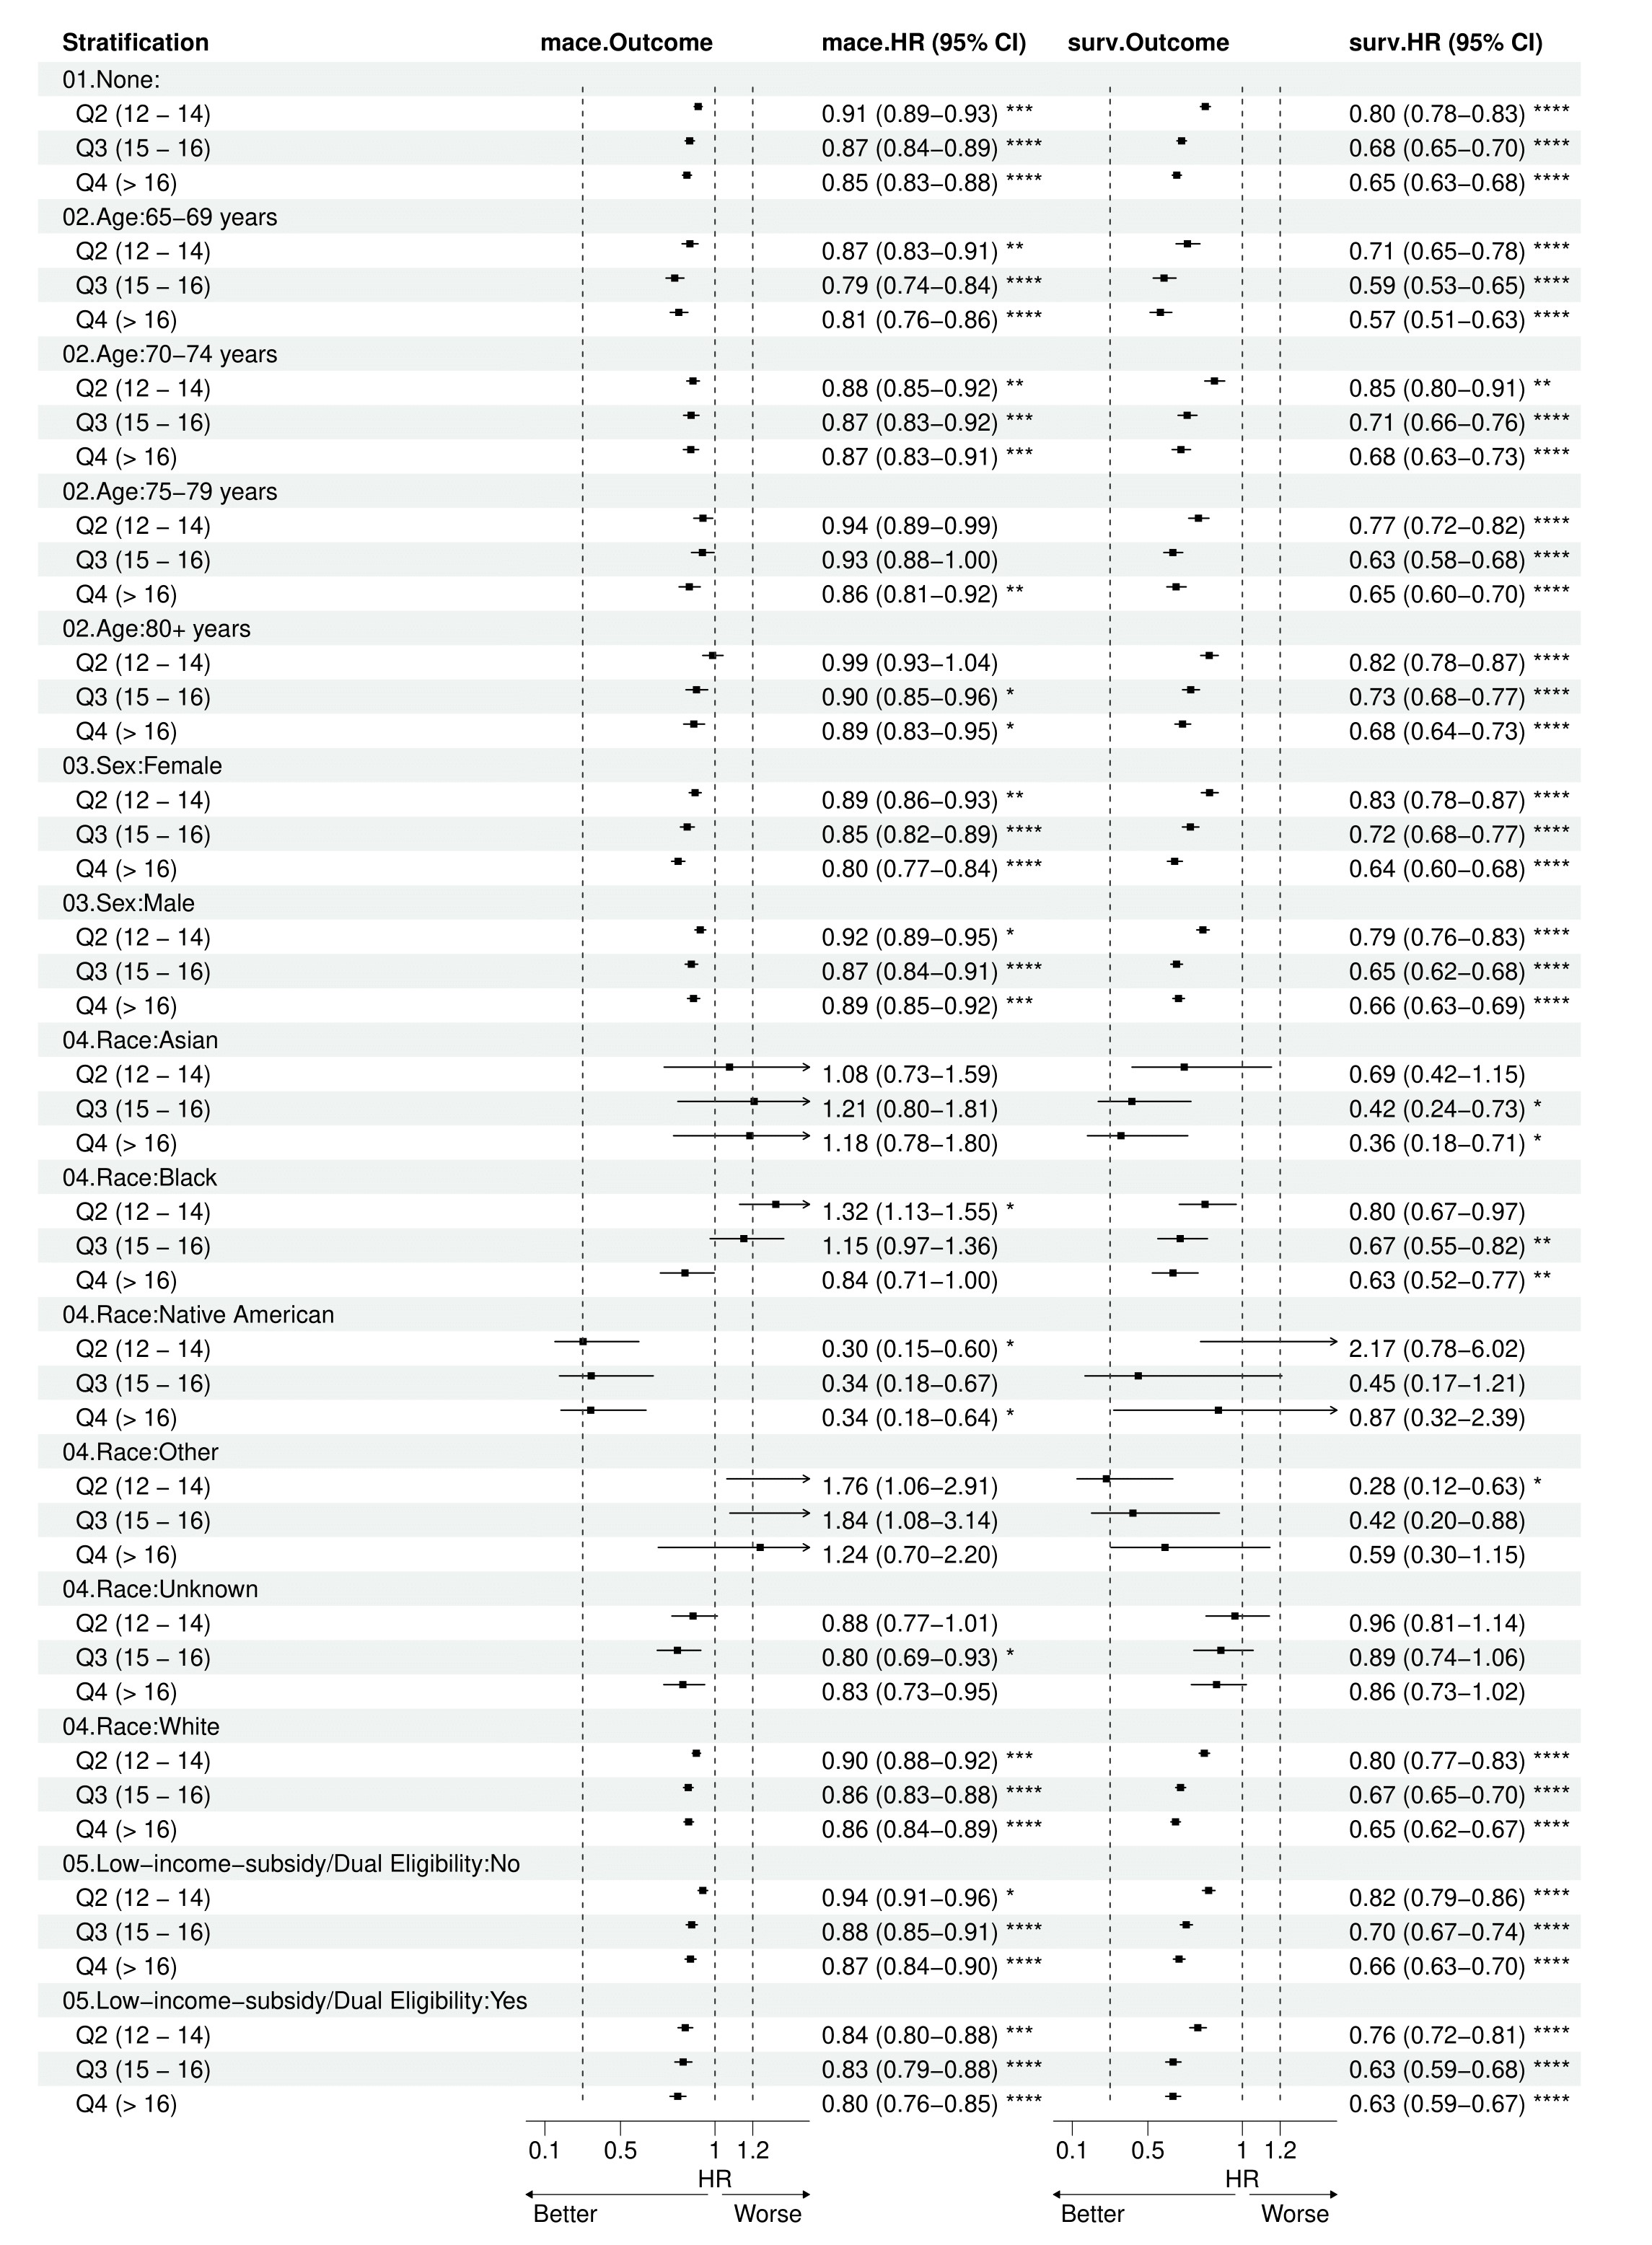 Stratification mace.Outcome mace.HR (95% CI) surv.Outcome surv.HR (95% CI)
01.None:
Q2 (12 − 14) 0.91 (0.89−0.93) *** 0.80 (0.78−0.83) ****
Q3 (15 − 16) 0.87 (0.84−0.89) **** 0.68 (0.65−0.70) ****
Q4 (> 16) 0.85 (0.83−0.88) **** 0.65 (0.63−0.68) ****
02.Age:65−69 years
Q2 (12 − 14) 0.87 (0.83−0.91) ** 0.71 (0.65−0.78) ****
Q3 (15 − 16) 0.79 (0.74−0.84) **** 0.59 (0.53−0.65) ****
Q4 (> 16) 0.81 (0.76−0.86) **** 0.57 (0.51−0.63) ****
02.Age:70−74 years
Q2 (12 − 14) 0.88 (0.85−0.92) ** 0.85 (0.80−0.91) **
Q3 (15 − 16) 0.87 (0.83−0.92) *** 0.71 (0.66−0.76) ****
Q4 (> 16) 0.87 (0.83−0.91) *** 0.68 (0.63−0.73) ****
02.Age:75−79 years
Q2 (12 − 14) 0.94 (0.89−0.99) 0.77 (0.72−0.82) ****
Q3 (15 − 16) 0.93 (0.88−1.00) 0.63 (0.58−0.68) ****
Q4 (> 16) 0.86 (0.81−0.92) ** 0.65 (0.60−0.70) ****
02.Age:80+ years
Q2 (12 − 14) 0.99 (0.93−1.04) 0.82 (0.78−0.87) ****
Q3 (15 − 16) 0.90 (0.85−0.96) * 0.73 (0.68−0.77) ****
Q4 (> 16) 0.89 (0.83−0.95) * 0.68 (0.64−0.73) ****
03.Sex:Female
Q2 (12 − 14) 0.89 (0.86−0.93) ** 0.83 (0.78−0.87) ****
Q3 (15 − 16) 0.85 (0.82−0.89) **** 0.72 (0.68−0.77) ****
Q4 (> 16) 0.80 (0.77−0.84) **** 0.64 (0.60−0.68) ****
03.Sex:Male
Q2 (12 − 14) 0.92 (0.89−0.95) * 0.79 (0.76−0.83) ****
Q3 (15 − 16) 0.87 (0.84−0.91) **** 0.65 (0.62−0.68) ****
Q4 (> 16) 0.89 (0.85−0.92) *** 0.66 (0.63−0.69) ****
04.Race:Asian
Q2 (12 − 14) 1.08 (0.73−1.59) 0.69 (0.42−1.15)
Q3 (15 − 16) 1.21 (0.80−1.81) 0.42 (0.24−0.73) *
Q4 (> 16) 1.18 (0.78−1.80) 0.36 (0.18−0.71) *
04.Race:Black
Q2 (12 − 14) 1.32 (1.13−1.55) * 0.80 (0.67−0.97)
Q3 (15 − 16) 1.15 (0.97−1.36) 0.67 (0.55−0.82) **
Q4 (> 16) 0.84 (0.71−1.00) 0.63 (0.52−0.77) **
04.Race:Native American
Q2 (12 − 14) 0.30 (0.15−0.60) * 2.17 (0.78−6.02)
Q3 (15 − 16) 0.34 (0.18−0.67) 0.45 (0.17−1.21)
Q4 (> 16) 0.34 (0.18−0.64) * 0.87 (0.32−2.39)
04.Race:Other
Q2 (12 − 14) 1.76 (1.06−2.91) 0.28 (0.12−0.63) *
Q3 (15 − 16) 1.84 (1.08−3.14) 0.42 (0.20−0.88)
Q4 (> 16) 1.24 (0.70−2.20) 0.59 (0.30−1.15)
04.Race:Unknown
Q2 (12 − 14) 0.88 (0.77−1.01) 0.96 (0.81−1.14)
Q3 (15 − 16) 0.80 (0.69−0.93) * 0.89 (0.74−1.06)
Q4 (> 16) 0.83 (0.73−0.95) 0.86 (0.73−1.02)
04.Race:White
Q2 (12 − 14) 0.90 (0.88−0.92) *** 0.80 (0.77−0.83) ****
Q3 (15 − 16) 0.86 (0.83−0.88) **** 0.67 (0.65−0.70) ****
Q4 (> 16) 0.86 (0.84−0.89) **** 0.65 (0.62−0.67) ****
05.Low−income−subsidy/Dual Eligibility:No
Q2 (12 − 14) 0.94 (0.91−0.96) * 0.82 (0.79−0.86) ****
Q3 (15 − 16) 0.88 (0.85−0.91) **** 0.70 (0.67−0.74) ****
Q4 (> 16) 0.87 (0.84−0.90) **** 0.66 (0.63−0.70) ****
05.Low−income−subsidy/Dual Eligibility:Yes
Q2 (12 − 14) 0.84 (0.80−0.88) *** 0.76 (0.72−0.81) ****
Q3 (15 − 16) 0.83 (0.79−0.88) **** 0.63 (0.59−0.68) ****
Q4 (> 16) 0.80 (0.76−0.85) **** 0.63 (0.59−0.67) ****
0.1 0.5 1 1.2 0.1 0.5 1 1.2
HR HR
Better Worse Better Worse